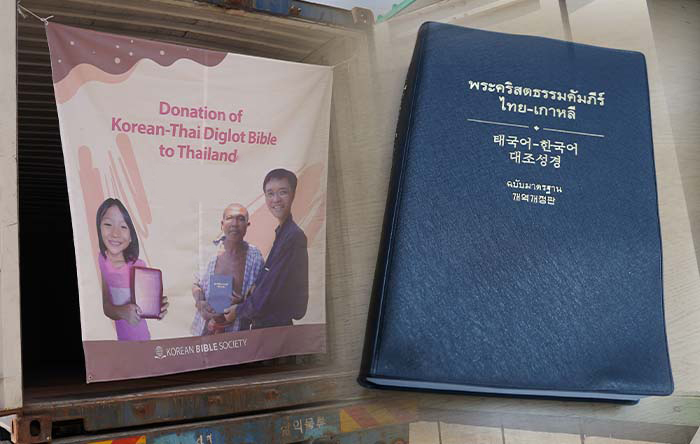 Donation of
Korean-Thai Diglot Bible
to Thailand
KOREAN BIBLE SOCIETY
พระคริสตธรรมคัมภีร์
ไทย-เกาหลี
태국어-한국어
대조성경
ฉบับมาตรฐาน
개역개정판